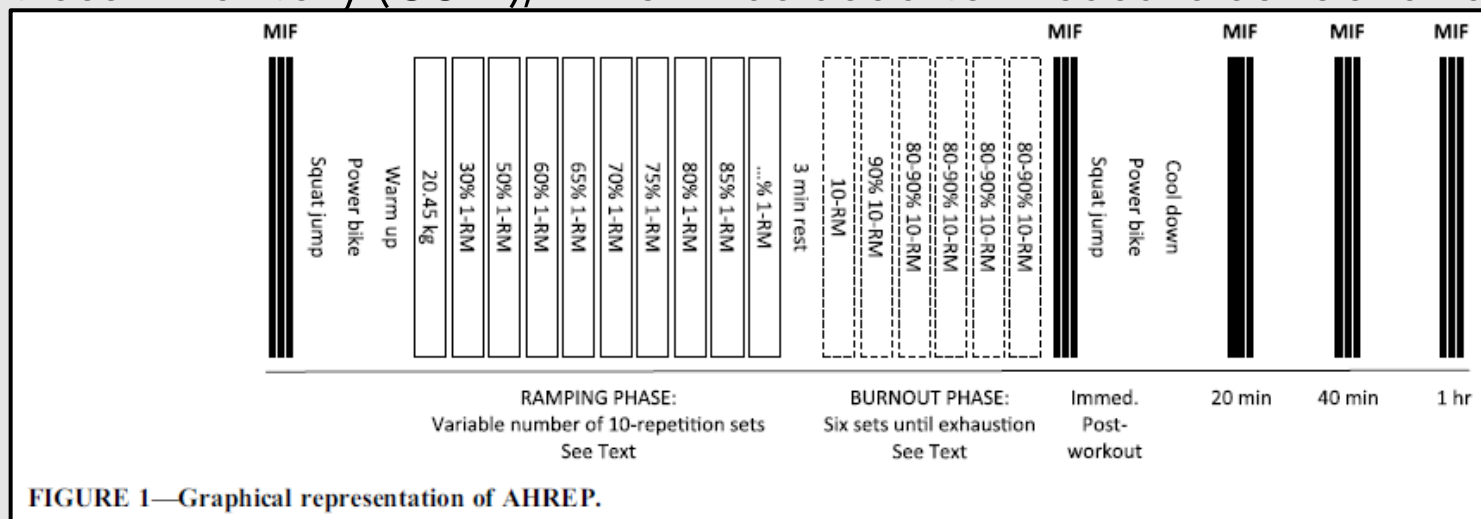 MIF MIF MIF MIF MIF
Squat jump
Power bike
Warm up
20.45 kg
30% 1-RM
50% 1-RM
60% 1-RM
65% 1-RM
70% 1-RM
75% 1-RM
80% 1-RM
85% 1-RM
...% 1-RM
3 min rest
10-RM
90% 10-RM
80-90% 10-RM
80-90% 10-RM
80-90% 10-RM
80-90% 10-RM
Squat jump
Power bike
Cool down
RAMPING PHASE:
Variable number of 10-repetition sets
See Text
BURNOUT PHASE:
Six sets until exhaustion
See Text
Immed.
Post-
workout
20 min
40 min
1 hr
FIGURE 1—Graphical representation of AHREP.